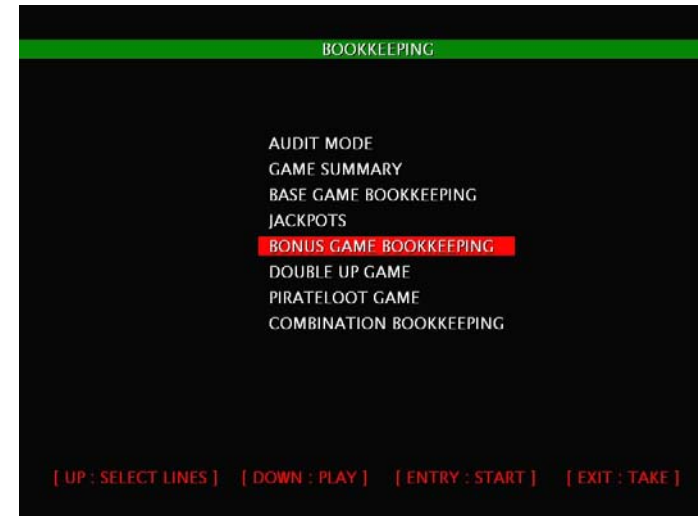 BOOKKEEPING
AUDIT MODE
GAME SUMMARY
BASE GAME BOOKKEEPING
JACKPOTS
BONUS GAME BOOKKEEPING
DOUBLE UP GAME
PIRATELOOT GAME
COMBINATION BOOKKEEPING
[ UP : SELECT LINES ] [ DOWN : PLAY ] [ ENTRY : START ] [ EXIT : TAKE ]